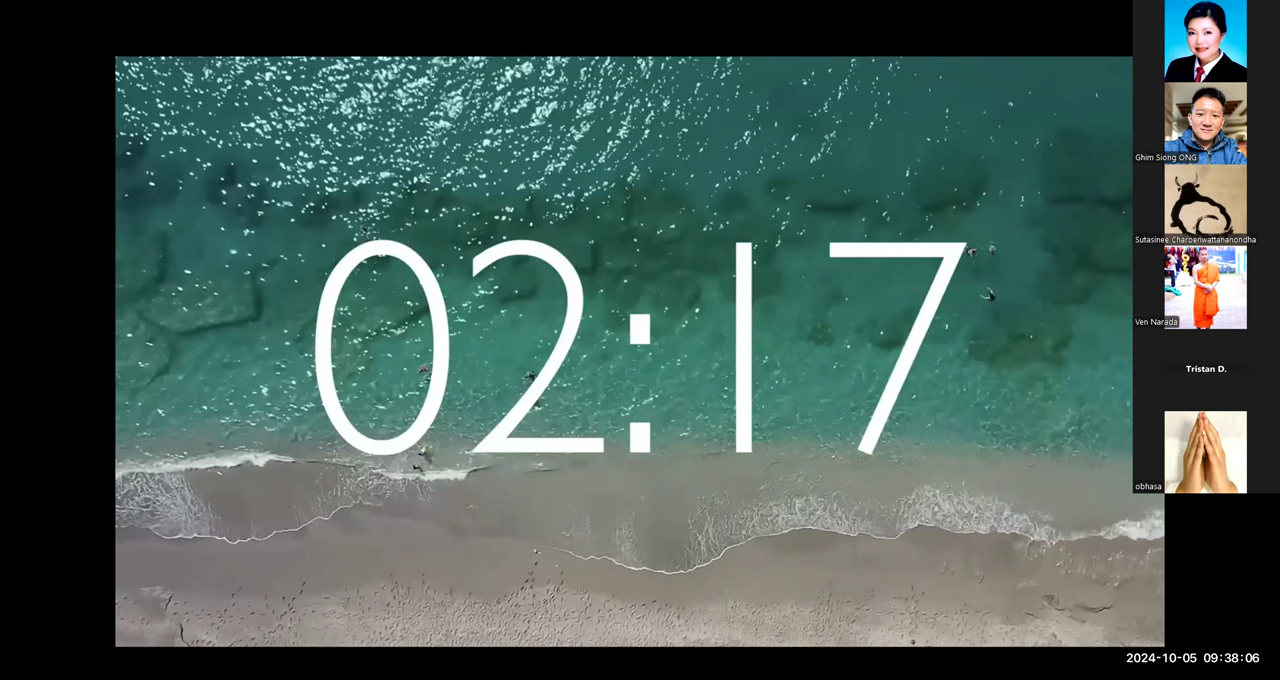 02:17
Ghim Siong ONG
Sutasinee Charoenwattananondha
Ven Narada
Tristan D.
obhasa
2024-10-05 09:38:06